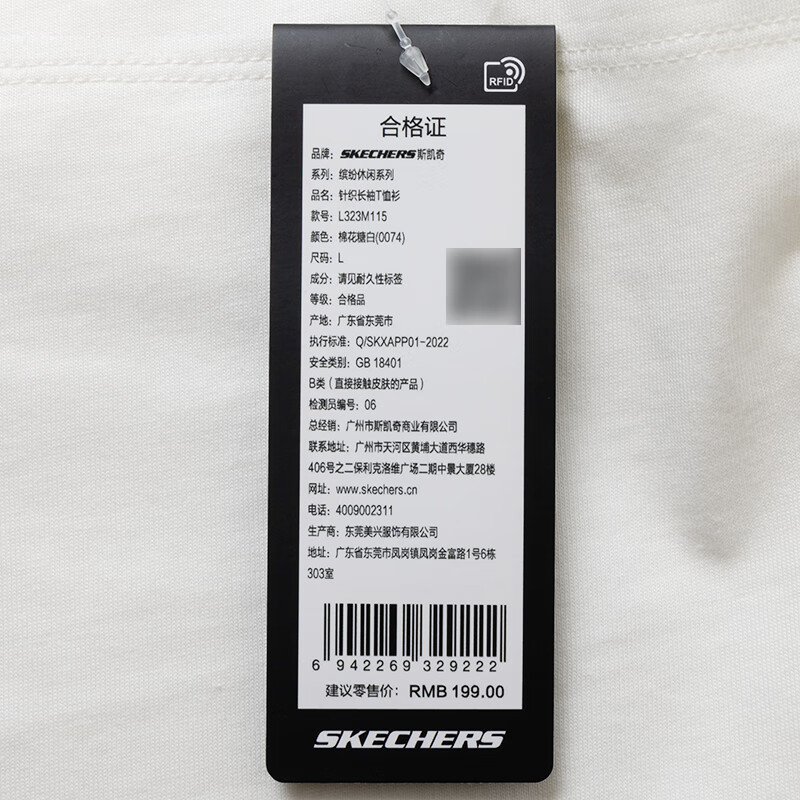 RFID
合格证
品牌：SKECHERS斯凯奇
系列：缤纷休闲系列
品名：针织长袖T恤衫
款号：L323M115
颜色：棉花糖白(0074)
尺码：L
成分：请见耐久性标签
等级：合格品
产地：广东省东莞市
执行标准：Q/SKXAPP01-2022
安全类别：GB 18401
B类（直接接触皮肤的产品）
检测员编号：06
总经销：广州市斯凯奇商业有限公司
联系地址：广州市天河区黄埔大道西华穗路
406号之二保利克洛维广场二期中景大厦28楼
网址：www.skechers.cn
电话：4009002311
生产商：东莞美兴服饰有限公司
地址：广东省东莞市凤岗镇凤岗金富路1号6栋
303室
6 942269 329222
建议零售价：RMB 199.00
SKECHERS